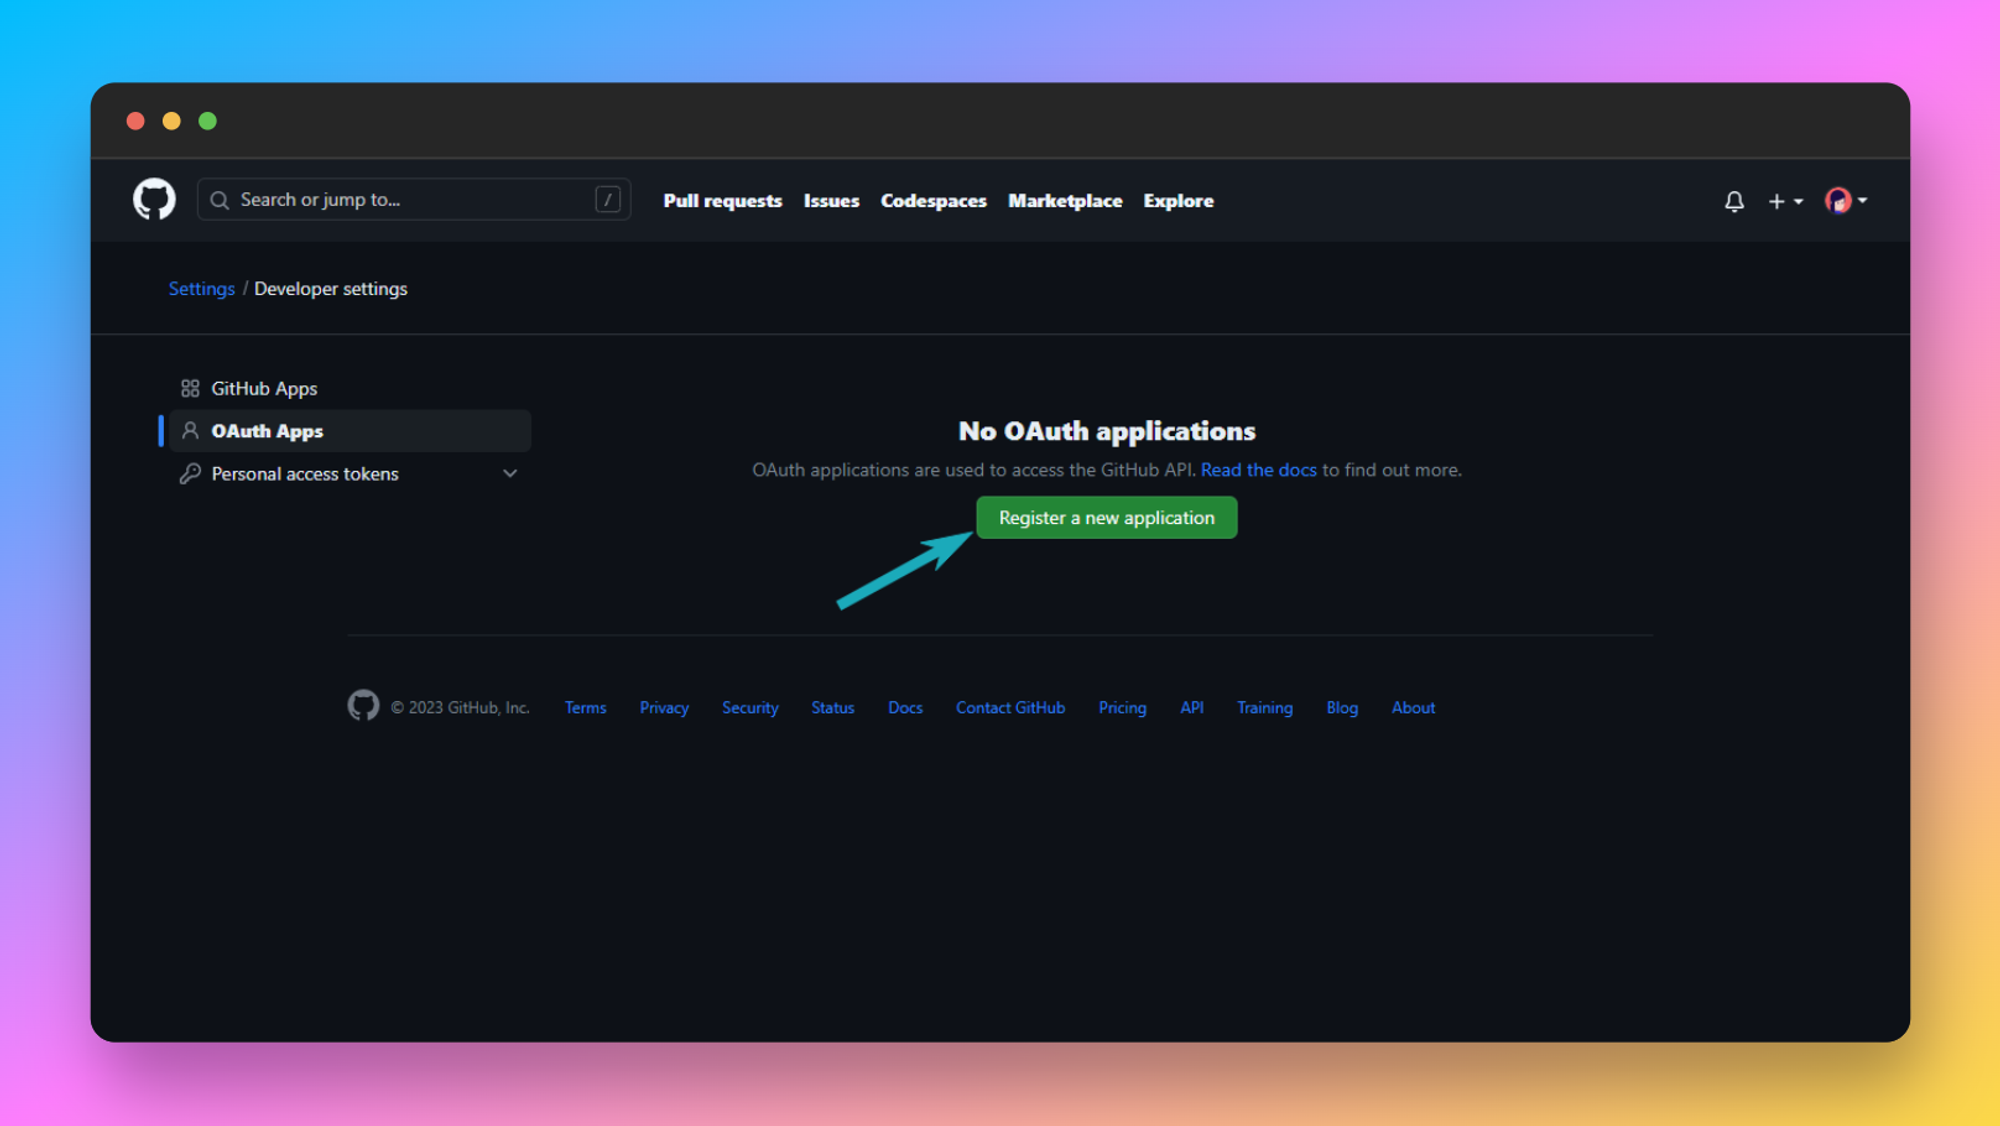 Search or jump to... /
Pull requests Issues Codespaces Marketplace Explore
Settings / Developer settings
GitHub Apps
OAuth Apps
Personal access tokens
No OAuth applications
OAuth applications are used to access the GitHub API. Read the docs to find out more.
Register a new application
© 2023 GitHub, Inc. Terms Privacy Security Status Docs Contact GitHub Pricing API Training Blog About